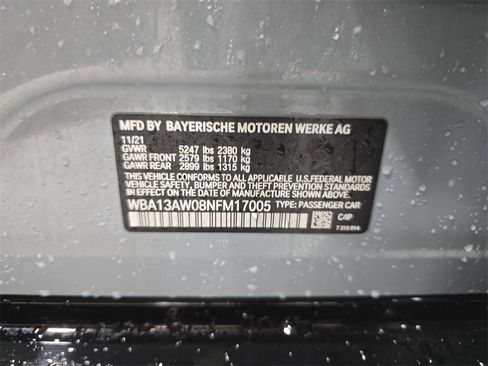 MFD BY BAYERISCHE MOTOREN WERKE AG
11/21
GVWR 5247 lbs 2380 kg
GAWR FRONT 2579 lbs 1170 kg
GAWR REAR 2899 lbs 1315 kg
THIS VEHICLE CONFORMS TO ALL APPLICABLE U.S.FEDERAL MOTOR
VEHICLE SAFETY, BUMPER, AND THEFT PREVENTION STANDARDS
IN EFFECT ON THE DATE OF MANUFACTURE SHOWN ABOVE.
WBA13AW08NFM17005 TYPE: PASSENGER CAR
C4P